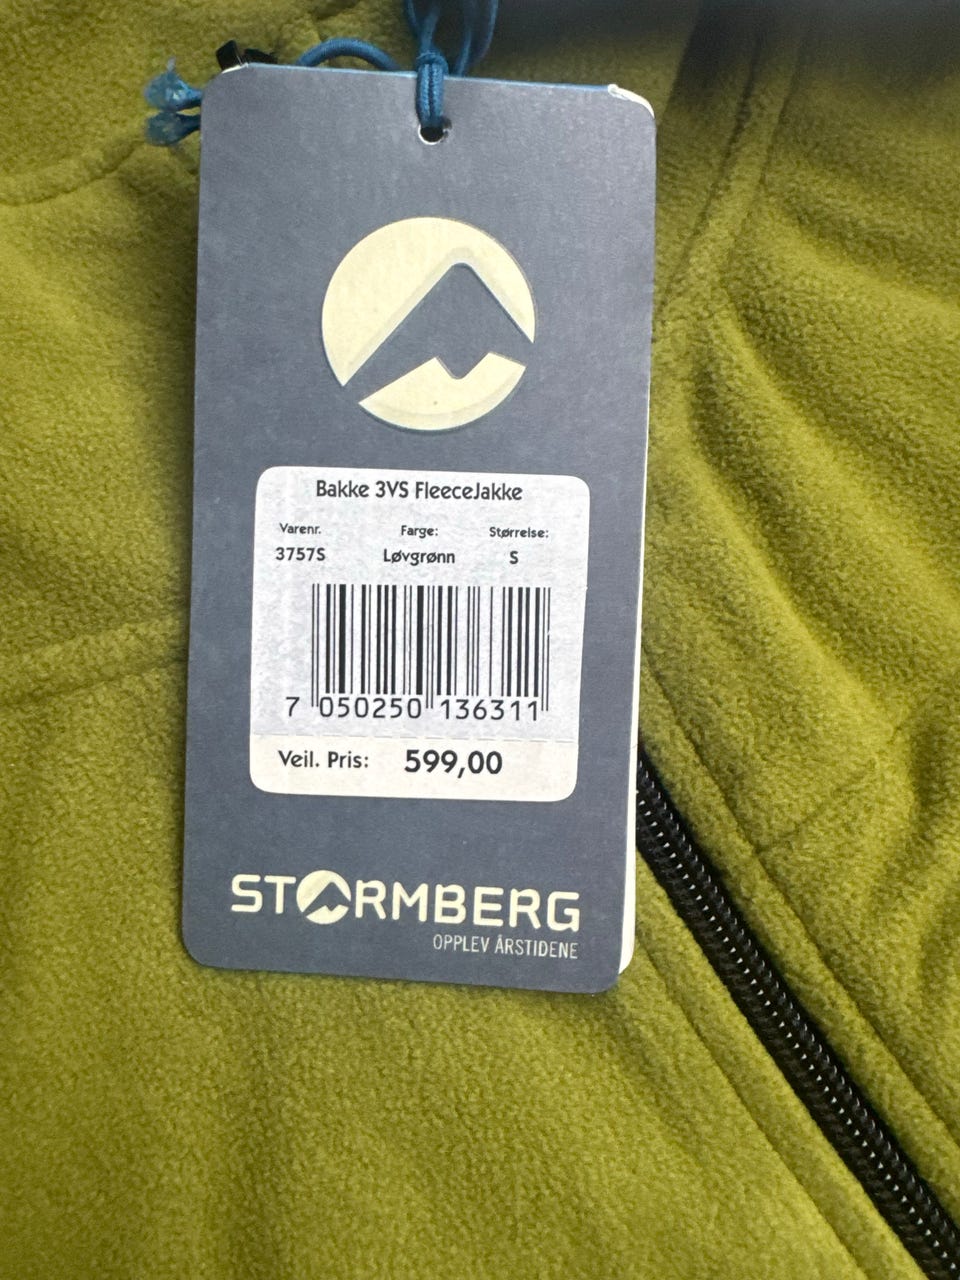 Bakke 3VS FleeceJakke
Varenr. Farge: Størrelse:
3757S Løvgrønn S
7 050250 136311
Veil. Pris: 599,00
STORMBERG
OPPLEV ÅRSTIDENE